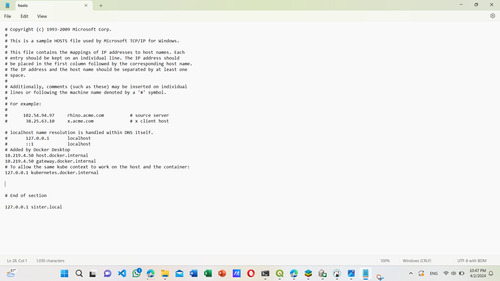 hosts
File Edit View
# Copyright (c) 1993-2009 Microsoft Corp.
#
# This is a sample HOSTS file used by Microsoft TCP/IP for Windows.
#
# This file contains the mappings of IP addresses to host names. Each
# entry should be kept on an individual line. The IP address should
# be placed in the first column followed by the corresponding host name.
# The IP address and the host name should be separated by at least one
# space.
#
# Additionally, comments (such as these) may be inserted on individual
# lines or following the machine name denoted by a '#' symbol.
#
# For example:
#
# 102.54.94.97 rhino.acme.com # source server
# 38.25.63.10 x.acme.com # x client host

# localhost name resolution is handled within DNS itself.
# 127.0.0.1 localhost
# ::1 localhost
# Added by Docker Desktop
10.219.4.50 host.docker.internal
10.219.4.50 gateway.docker.internal
# To allow the same kube context to work on the host and the container:
127.0.0.1 kubernetes.docker.internal

# End of section

127.0.0.1 sister.local
100%
Windows (CRLF)
UTF-8 with BOM
ENG
10:47 PM
4/2/2024